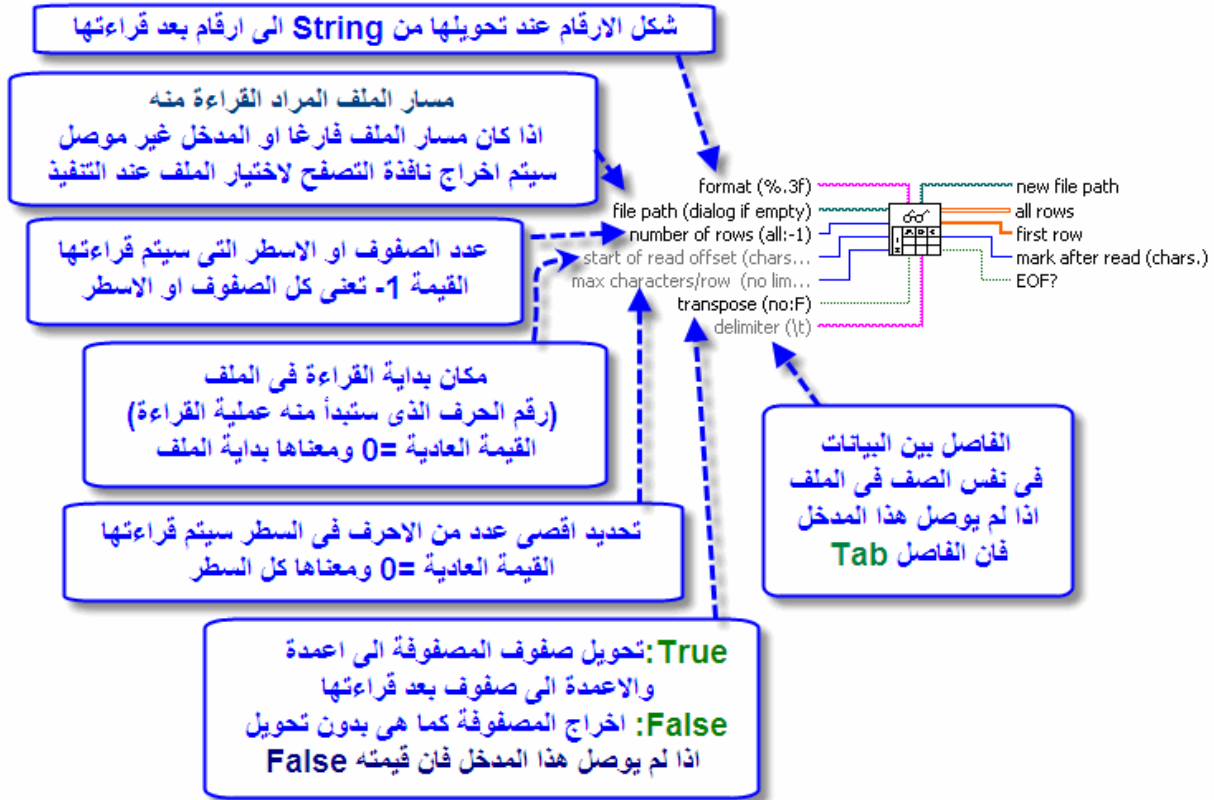 شكل الارقام عند تحويلها من String الى ارقام بعد قراءتها
مسار الملف المراد القراءة منه
اذا كان مسار الملف فارغا او المدخل غير موصل
سيتم اخراج نافذة التصفح لاختيار الملف عند التنفيذ
عدد الصفوف او الاسطر التى سيتم قراءتها
القيمة 1- تعنى كل الصفوف او الاسطر
مكان بداية القراءة فى الملف
(رقم الحرف الذى ستبدأ منه عملية القراءة)
القيمة العادية =0 ومعناها بداية الملف
تحديد اقصى عدد من الاحرف فى السطر سيتم قراءتها
القيمة العادية =0 ومعناها كل السطر
True:تحويل صفوف المصفوفة الى اعمدة
والاعمدة الى صفوف بعد قراءتها
False: اخراج المصفوفة كما هى بدون تحويل
اذا لم يوصل هذا المدخل فان قيمته False
الفاصل بين البيانات
فى نفس الصف فى الملف
اذا لم يوصل هذا المدخل
فان الفاصل Tab
format (%.3f)
file path (dialog if empty)
number of rows (all:-1)
start of read offset (chars...
max characters/row (no lim...
transpose (no:F)
delimiter (\t)
new file path
all rows
first row
mark after read (chars.)
EOF?